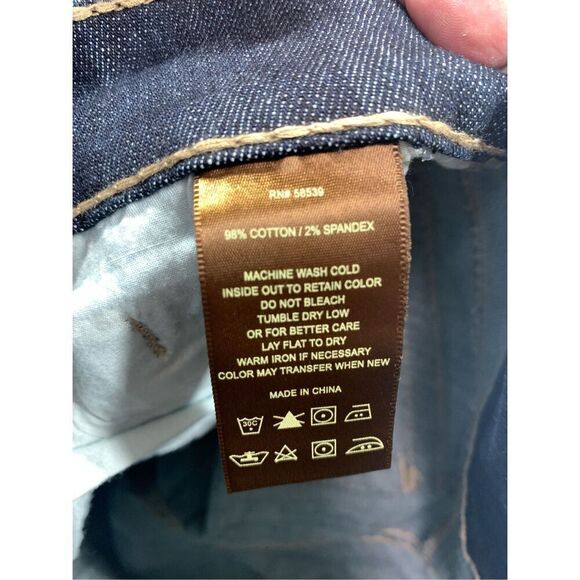 RN# 58539
98% COTTON / 2% SPANDEX
MACHINE WASH COLD
INSIDE OUT TO RETAIN COLOR
DO NOT BLEACH
TUMBLE DRY LOW
OR FOR BETTER CARE
LAY FLAT TO DRY
WARM IRON IF NECESSARY
COLOR MAY TRANSFER WHEN NEW
MADE IN CHINA
30C